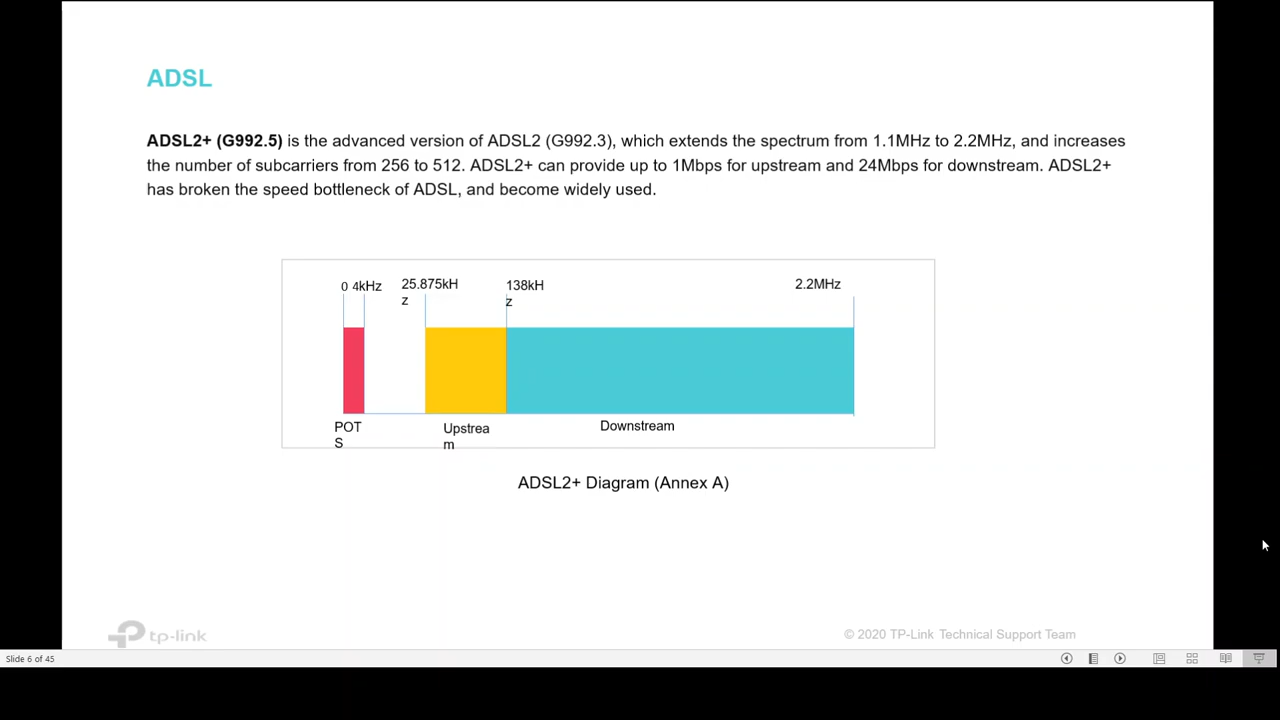 ADSL
ADSL2+ (G992.5) is the advanced version of ADSL2 (G992.3), which extends the spectrum from 1.1MHz to 2.2MHz, and increases
the number of subcarriers from 256 to 512. ADSL2+ can provide up to 1Mbps for upstream and 24Mbps for downstream. ADSL2+
has broken the speed bottleneck of ADSL, and become widely used.
0 4kHz
25.875kH
z
138kH
z
2.2MHz
POT
S
Upstrea
m
Downstream
ADSL2+ Diagram (Annex A)
tp-link
© 2020 TP-Link Technical Support Team
Slide 6 of 45